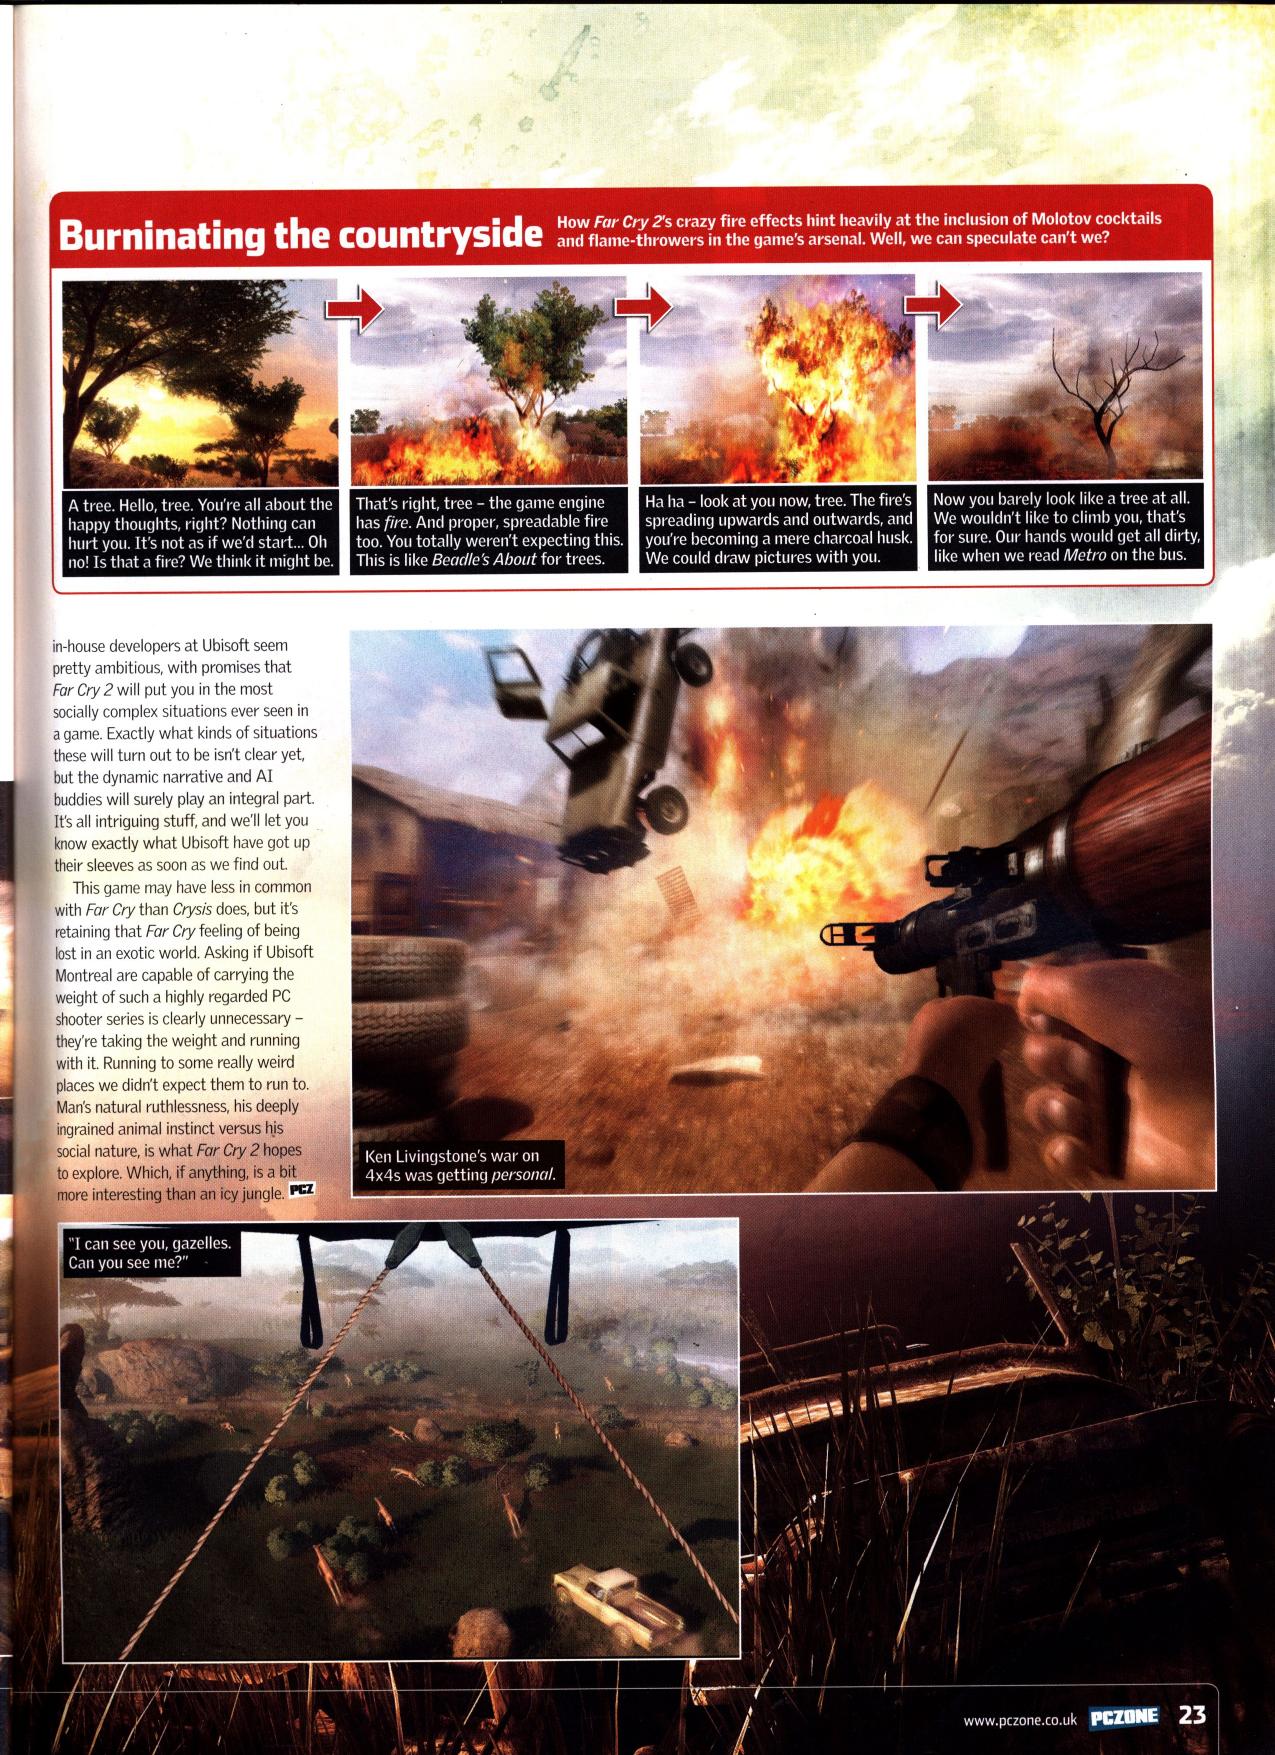 Burninating the countryside
How Far Cry 2's crazy fire effects hint heavily at the inclusion of Molotov cocktails
and flame-throwers in the game's arsenal. Well, we can speculate can't we?
A tree. Hello, tree. You're all about the
happy thoughts, right? Nothing can
hurt you. It's not as if we'd start... Oh
no! Is that a fire? We think it might be.
That's right, tree – the game engine
has fire. And proper, spreadable fire
too. You totally weren't expecting this.
This is like Beadle's About for trees.
Ha ha – look at you now, tree. The fire's
spreading upwards and outwards, and
you're becoming a mere charcoal husk.
We could draw pictures with you.
Now you barely look like a tree at all.
We wouldn't like to climb you, that's
for sure. Our hands would get all dirty,
like when we read Metro on the bus.
in-house developers at Ubisoft seem
pretty ambitious, with promises that
Far Cry 2 will put you in the most
socially complex situations ever seen in
a game. Exactly what kinds of situations
these will turn out to be isn't clear yet,
but the dynamic narrative and AI
buddies will surely play an integral part.
It's all intriguing stuff, and we'll let you
know exactly what Ubisoft have got up
their sleeves as soon as we find out.
This game may have less in common
with Far Cry than Crysis does, but it's
retaining that Far Cry feeling of being
lost in an exotic world. Asking if Ubisoft
Montreal are capable of carrying the
weight of such a highly regarded PC
shooter series is clearly unnecessary –
they're taking the weight and running
with it. Running to some really weird
places we didn't expect them to run to.
Man's natural ruthlessness, his deeply
ingrained animal instinct versus his
social nature, is what Far Cry 2 hopes
to explore. Which, if anything, is a bit
more interesting than an icy jungle. PCZ
Ken Livingstone's war on
4x4s was getting personal.
"I can see you, gazelles.
Can you see me?"
www.pczone.co.uk PCZONE 23